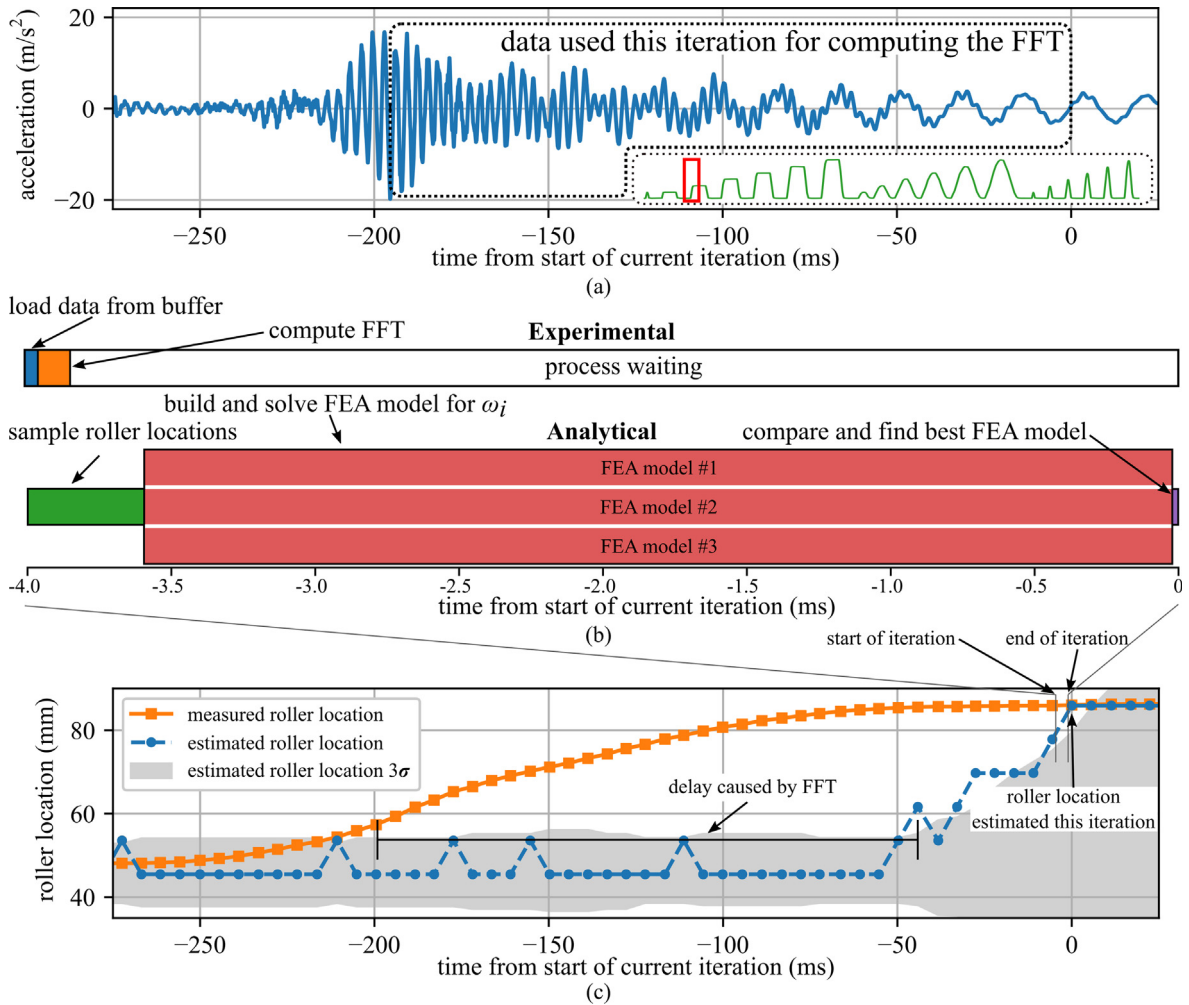 20
0
−20
acceleration (m/s²)
data used this iteration for computing the FFT
−250
−200
−150
−100
−50
0
time from start of current iteration (ms)
(a)
load data from buffer
compute FFT
Experimental
process waiting
build and solve FEA model for ωi
sample roller locations
Analytical
compare and find best FEA model
FEA model #1
FEA model #2
FEA model #3
-4.0
-3.5
-3.0
-2.5
-2.0
-1.5
-1.0
-0.5
0
time from start of current iteration (ms)
(b)
start of iteration
end of iteration
80
60
40
roller location (mm)
measured roller location
estimated roller location
estimated roller location 3σ
delay caused by FFT
roller location
estimated this iteration
−250
−200
−150
−100
−50
0
time from start of current iteration (ms)
(c)